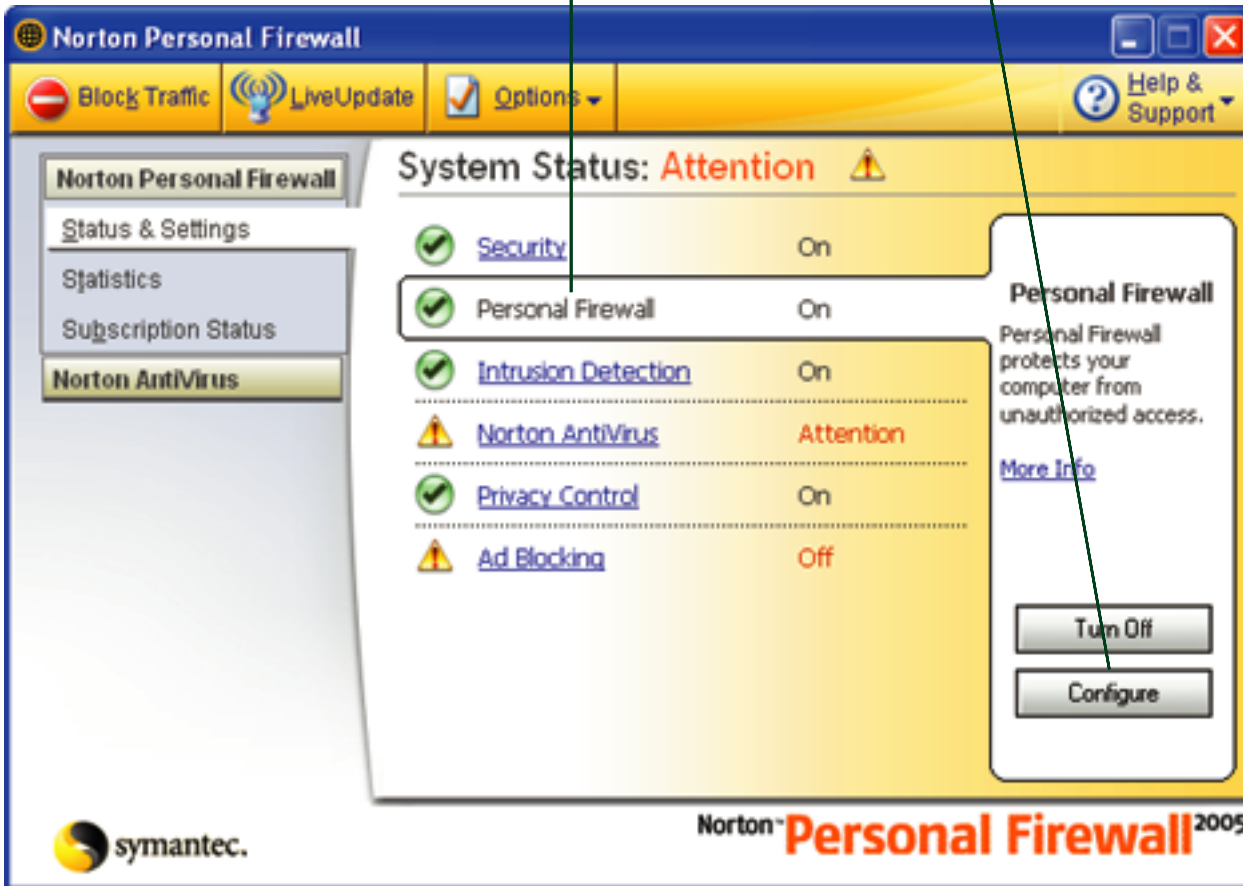 Norton Personal Firewall
Block Traffic
LiveUpdate
Options
Help &
Support
Norton Personal Firewall
Status & Settings
Statistics
Subscription Status
Norton AntiVirus
System Status: Attention
Security On
Personal Firewall On
Intrusion Detection On
Norton AntiVirus Attention
Privacy Control On
Ad Blocking Off
Personal Firewall
Personal Firewall
protects your
computer from
unauthorized access.
More Info
Turn Off
Configure
symantec.
Norton™ Personal Firewall 2005